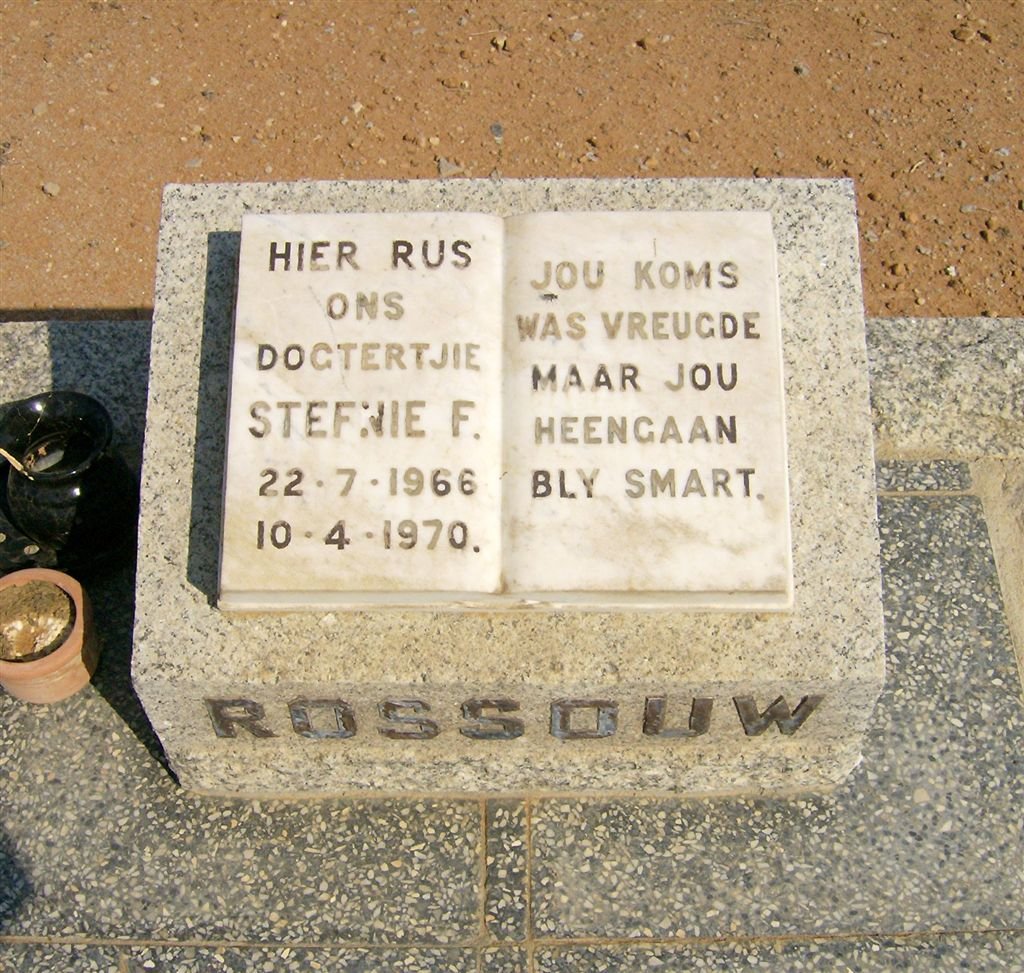 HIER RUS
ONS
DOGTERTJIE
STEFNIE F.
22·7·1966
10·4·1970.
JOU KOMS
WAS VREUGDE
MAAR JOU
HEENGAAN
BLY SMART.
ROSSOUW